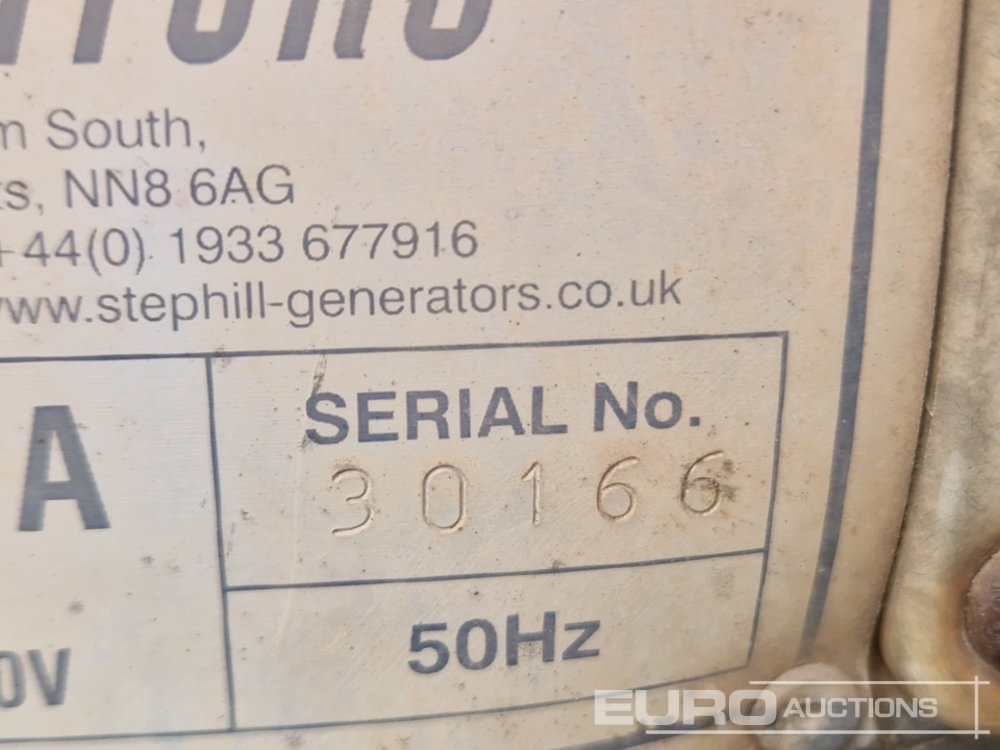 m South,
ts, NN8 6AG
+44(0) 1933 677916
www.stephill-generators.co.uk
A
SERIAL No.
30166
0V
50Hz
EURO AUCTIONS